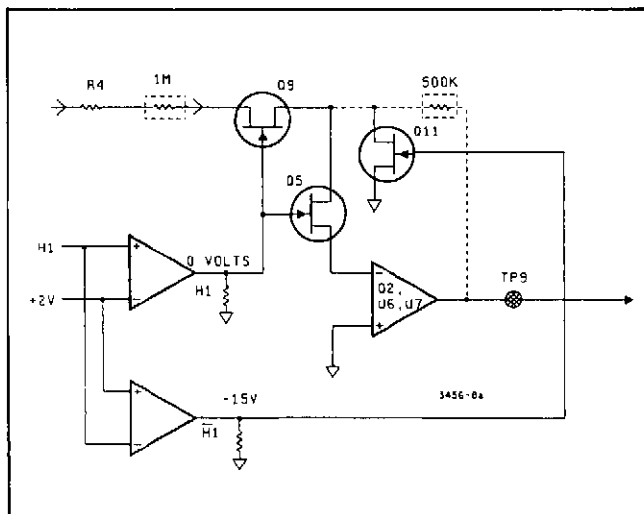 R4
1M
Q9
500K
Q11
Q5
H1
0 VOLTS
H1
+
-
+2V
-
+
Q2,
U6,U7
TP9
+
-
-15V
H1
3456-8a